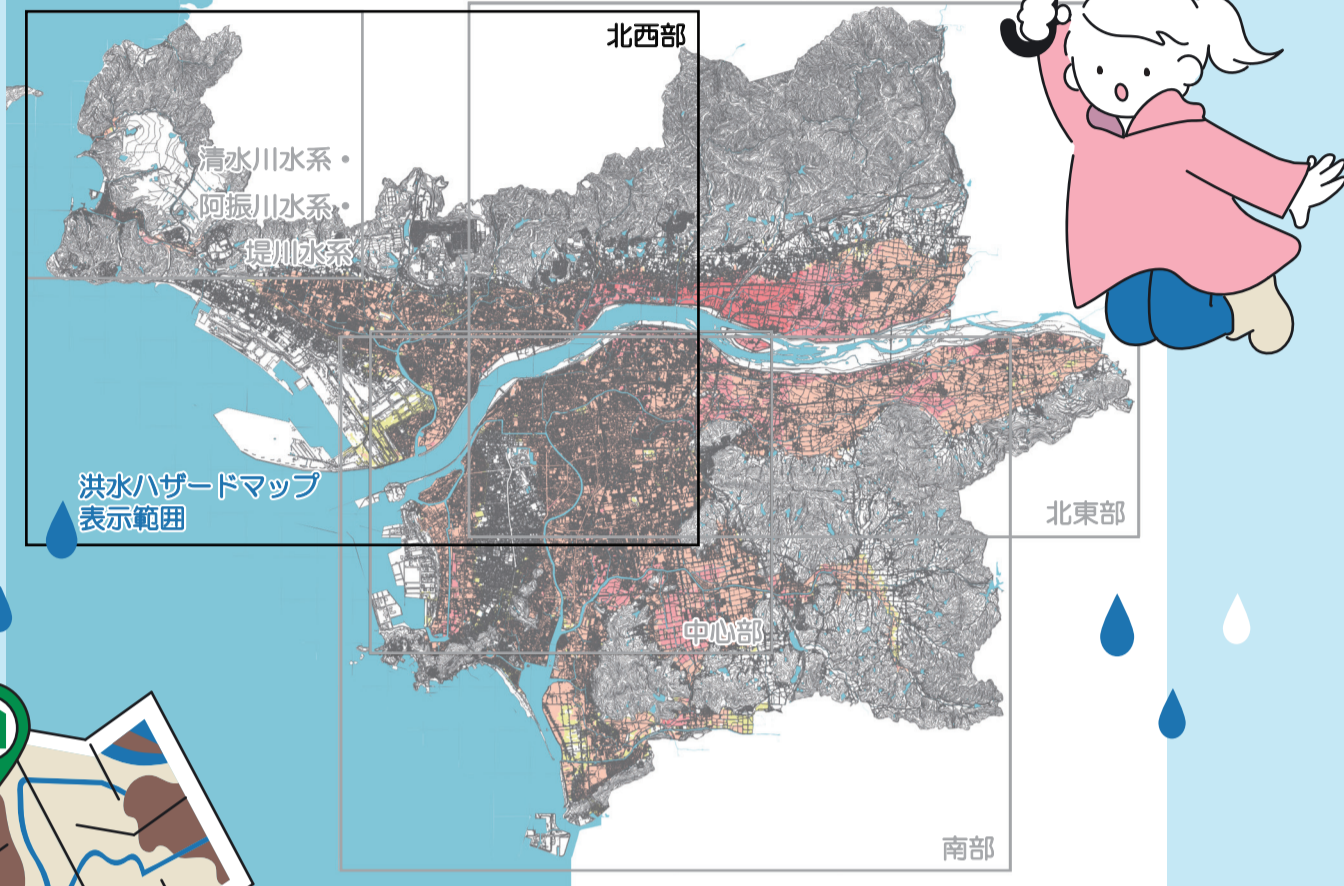 北西部
清水川水系・
阿振川水系・
堤川水系
洪水ハザードマップ
表示範囲
北東部
中心部
南部